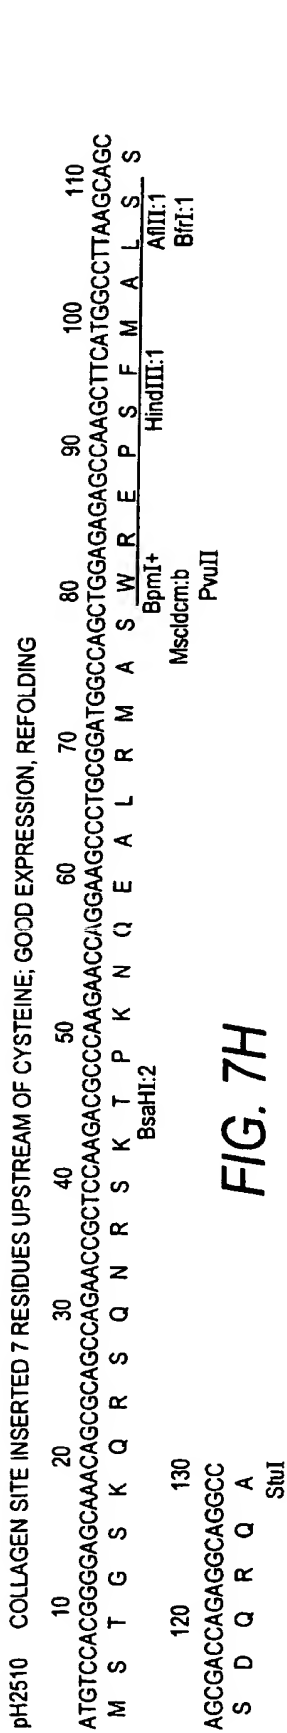 pH2510 COLLAGEN SITE INSERTED 7 RESIDUES UPSTREAM OF CYSTEINE; GOOD EXPRESSION, REFOLDING
10 20 30 40 50 60 70 80 90 100 110
ATGTCCACGGGGAGCAAACAGCGCAGCCAGAACCGCTCCAAGACGCCCAAGAACCAGGAAGCCCTGCGGATGGCCAGCTGGAGAGAGCCAAGCTTCATGGCCTTAAGCAGC
M S T G S K Q R S Q N R S K T P K N Q E A L R M A S W R E P S F M A L S S
BsaHI:2 BpmI+ HindIII:1 AflII:1
MscIdcm:b BfrI:1
PvuII
120 130
AGCGACCAGAGGCAGGCC
S D Q R Q A
StuI
FIG. 7H